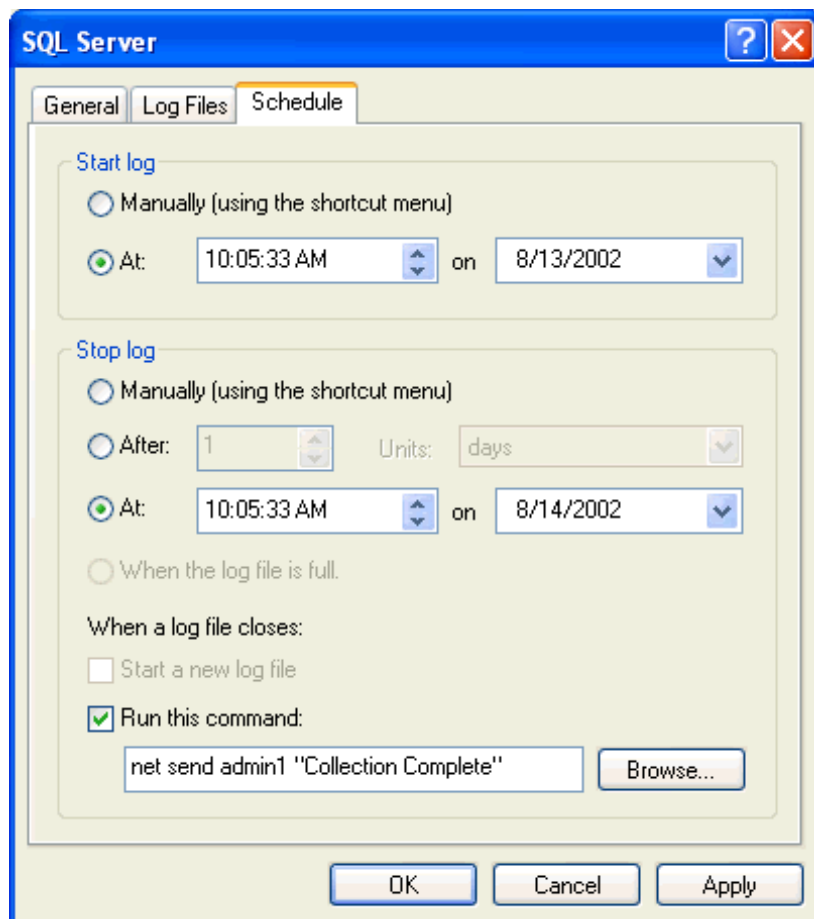 SQL Server
General Log Files Schedule
Start log
Manually (using the shortcut menu)
At: 10:05:33 AM on 8/13/2002
Stop log
Manually (using the shortcut menu)
After: 1 Units: days
At: 10:05:33 AM on 8/14/2002
When the log file is full.
When a log file closes:
Start a new log file
Run this command:
net send admin1 "Collection Complete" Browse...
OK Cancel Apply